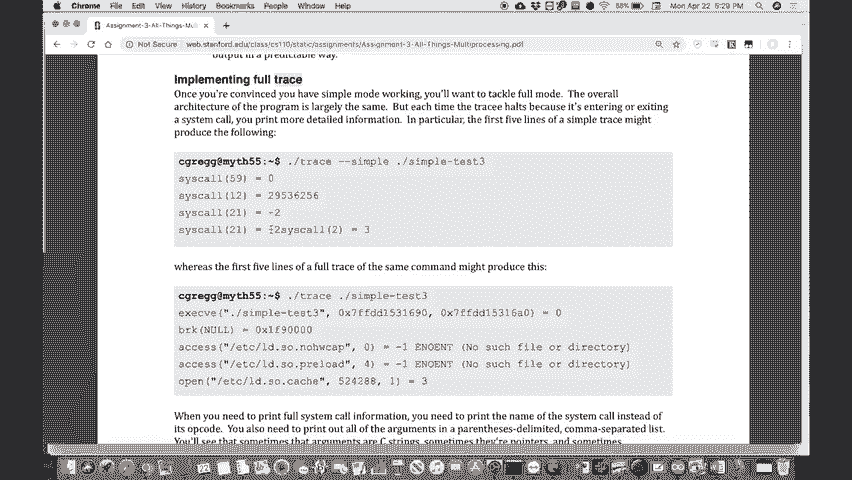 Chrome File Edit View History Bookmarks People Window Help
58% Mon Apr 22 5:29 PM
Assignment-3-All-Things-Mul
Not Secure web.stanford.edu/class/cs110/static/assignments/Assignment-3-All-Things-Multiprocessing.pdf
output in a predictable way.
Implementing full trace
Once you're convinced you have simple mode working, you'll want to tackle full mode. The overall
architecture of the program is largely the same. But each time the tracee halts because it's entering or exiting
a system call, you print more detailed information. In particular, the first five lines of a simple trace might
produce the following:
cgregg@myth55:~$ ./trace --simple ./simple-test3
syscall(59) = 0
syscall(12) = 29536256
syscall(21) = -2
syscall(21) = -2syscall(2) = 3
whereas the first five lines of a full trace of the same command might produce this:
cgregg@myth55:~$ ./trace ./simple-test3
execve("./simple-test3", 0x7ffdd1531690, 0x7ffdd15316a0) = 0
brk(NULL) = 0x1f90000
access("/etc/ld.so.nohwcap", 0) = -1 ENOENT (No such file or directory)
access("/etc/ld.so.preload", 4) = -1 ENOENT (No such file or directory)
open("/etc/ld.so.cache", 524288, 1) = 3
When you need to print full system call information, you need to print the name of the system call instead of
its opcode. You also need to print out all of the arguments in a parentheses-delimited, comma-separated list.
You'll see that sometimes that arguments are C strings, sometimes they're pointers, and sometimes